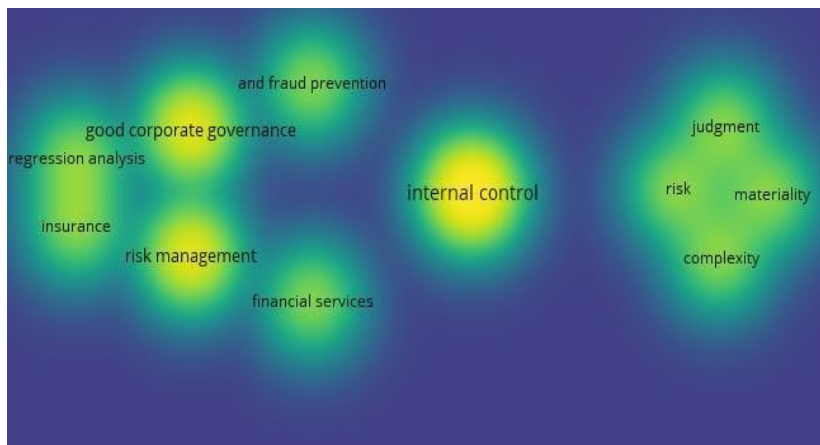 and fraud prevention
good corporate governance
judgment
regression analysis
risk
internal control
materiality
insurance
risk management
complexity
financial services